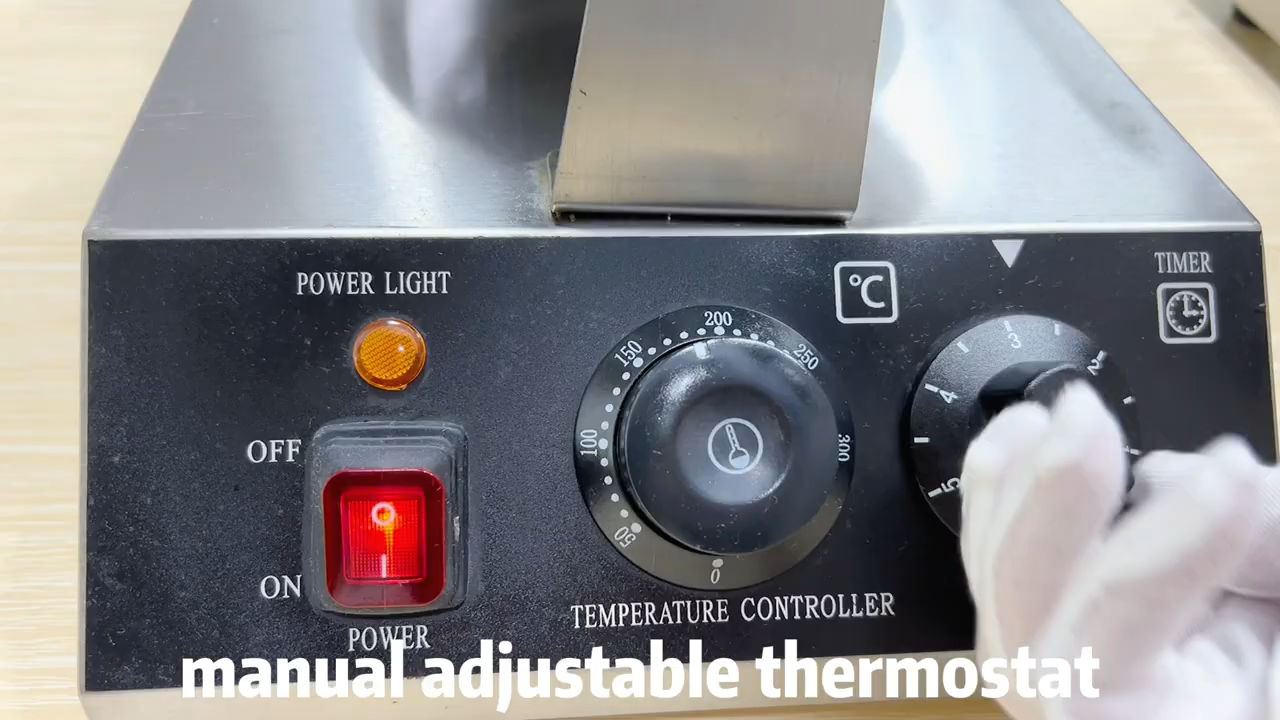 POWER LIGHT
OFF
ON
POWER
200
150
250
100
300
50
0
TEMPERATURE CONTROLLER
°C
TIMER
3
2
4
5
manual adjustable thermostat